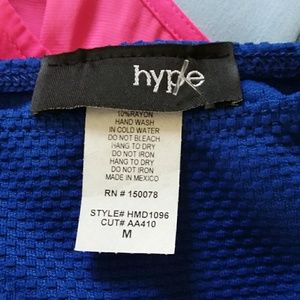 hype
10%RAYON
HAND WASH
IN COLD WATER
DO NOT BLEACH
HANG TO DRY
DO NOT IRON
HANG TO DRY
DO NOT IRON
MADE IN MEXICO
RN # 150078
STYLE# HMD1096
CUT# AA410
M